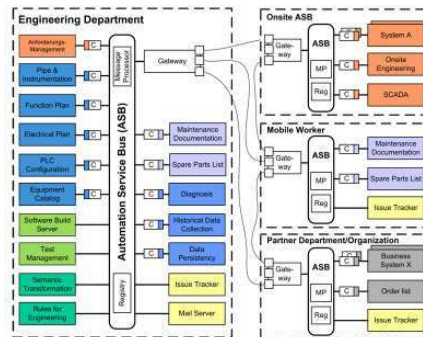 Engineering Department
Anforderungs-
Management
C
Pipe &
Instrumentation
C
Function Plan
C
Electrical Plan
C
PLC
Configuration
C
Equipment
Catalog
C
Software Build
Server
Test
Management
Semantic
Transformation
Rules for
Engineering
Message
Processor
Automation Service Bus (ASB)
Registry
Gateway
C
Maintenance
Documentation
C
Spare Parts List
C
Diagnosis
C
Historical Data
Collection
C
Data
Persistency
Issue Tracker
Mail Server
Onsite ASB
Gate-
way
ASB
MP
Reg
C
System A
C
Onsite
Engineering
C
SCADA
Mobile Worker
Gate-
way
ASB
MP
Reg
C
Maintenance
Documentation
C
Spare Parts List
Issue Tracker
Partner Department/Organization
Gate-
way
ASB
MP
Reg
C
Business
System X
C
Order list
Issue Tracker